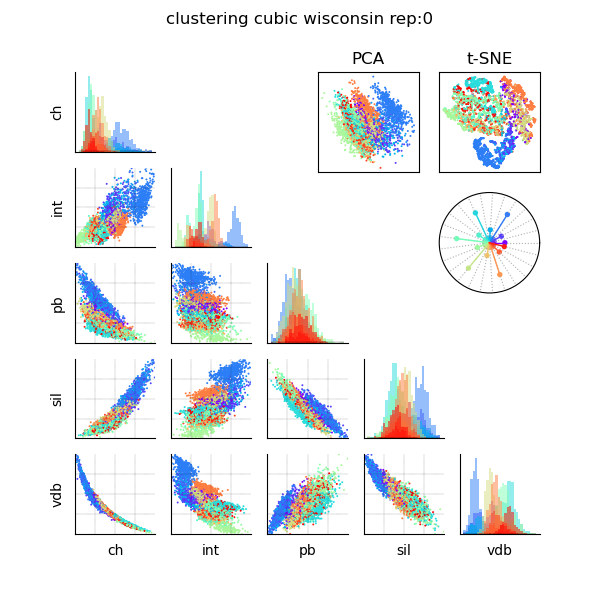 clustering cubic wisconsin rep:0
PCA
t-SNE
ch
int
pb
sil
vdb
ch
int
pb
sil
vdb